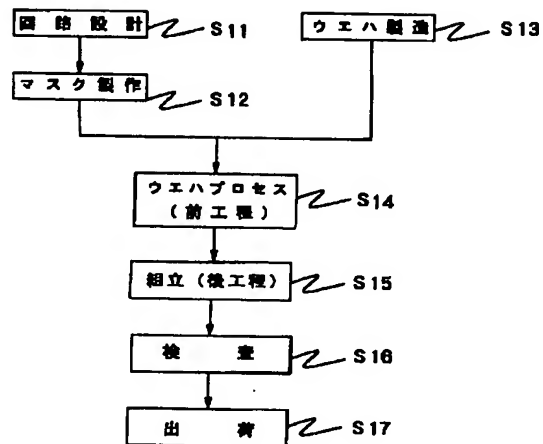 回路設計 S11
ウエハ製造 S13
マスク製作 S12
ウエハプロセス
(前工程) S14
組立(後工程) S15
検査 S16
出荷 S17